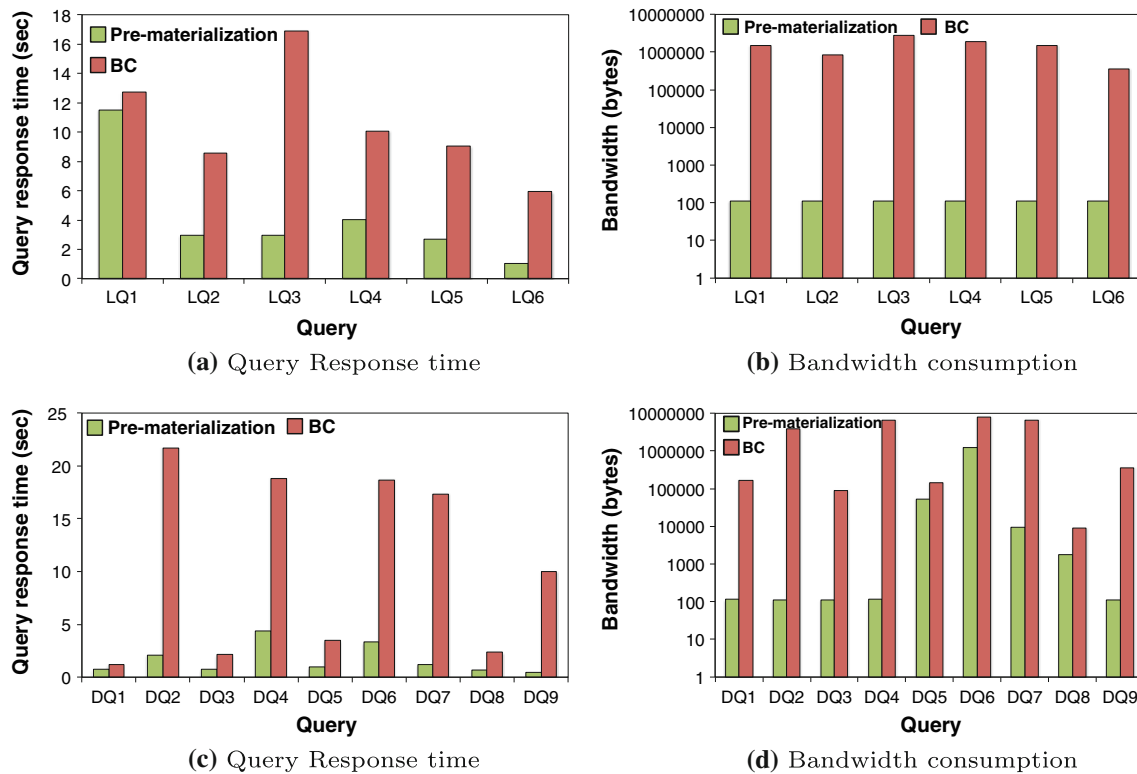 Query response time (sec)
18
16
14
12
10
8
6
4
2
0
Pre-materialization
BC
LQ1 LQ2 LQ3 LQ4 LQ5 LQ6
Query
(a) Query Response time
Bandwidth (bytes)
10000000
1000000
100000
10000
1000
100
10
1
Pre-materialization BC
LQ1 LQ2 LQ3 LQ4 LQ5 LQ6
Query
(b) Bandwidth consumption
Query response time (sec)
25
20
15
10
5
0
Pre-materialization BC
DQ1 DQ2 DQ3 DQ4 DQ5 DQ6 DQ7 DQ8 DQ9
Query
(c) Query Response time
Bandwidth (bytes)
10000000
1000000
100000
10000
1000
100
10
1
Pre-materialization
BC
DQ1 DQ2 DQ3 DQ4 DQ5 DQ6 DQ7 DQ8 DQ9
Query
(d) Bandwidth consumption